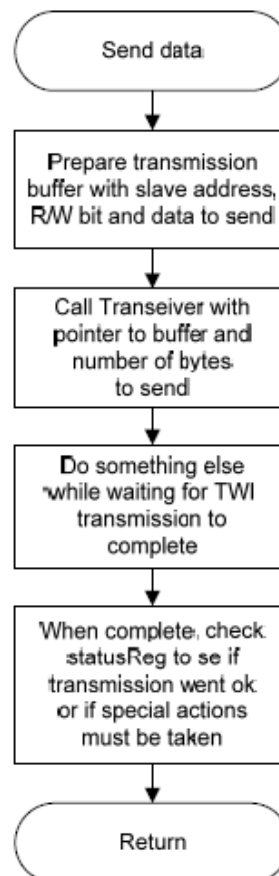 Send data
Prepare transmission
buffer with slave address,
R/W bit and data to send
Call Transeiver with
pointer to buffer and
number of bytes
to send
Do something else
while waiting for TWI
transmission to
complete
When complete, check
statusReg to se if
transmission went ok
or if special actions
must be taken
Return